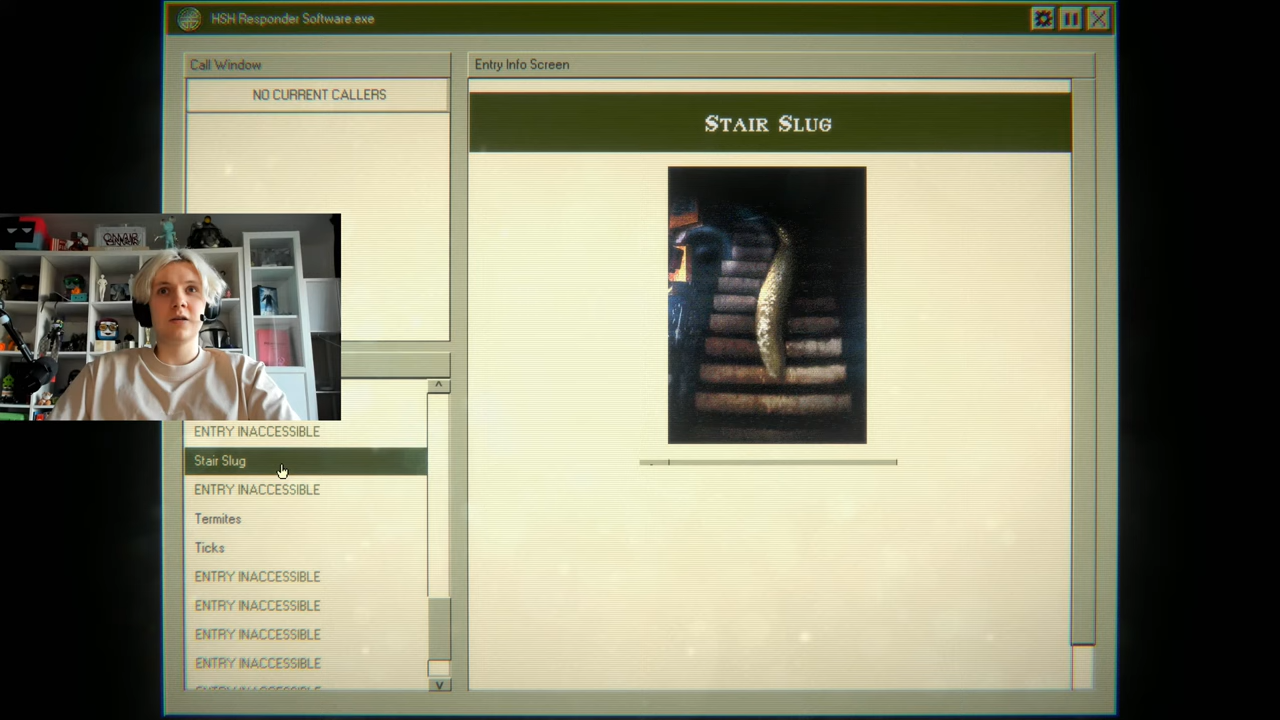 HSH Responder Software.exe
Call Window
NO CURRENT CALLERS
Entry Info Screen
STAIR SLUG
ENTRY INACCESSIBLE
Stair Slug
ENTRY INACCESSIBLE
Termites
Ticks
ENTRY INACCESSIBLE
ENTRY INACCESSIBLE
ENTRY INACCESSIBLE
ENTRY INACCESSIBLE